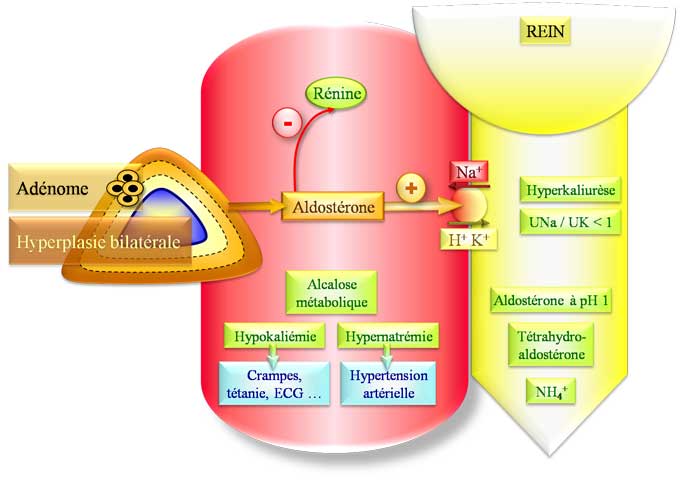 REIN
Rénine
-
Adénome
Hyperplasie bilatérale
Aldostérone
+
Na⁺
H⁺ K⁺
Hyperkaliurèse
UNa / UK < 1
Alcalose
métabolique
Hypokaliémie
Hypernatrémie
Crampes,
tétanie, ECG ...
Hypertension
artérielle
Aldostérone à pH 1
Tétrahydro-
aldostérone
NH₄⁺